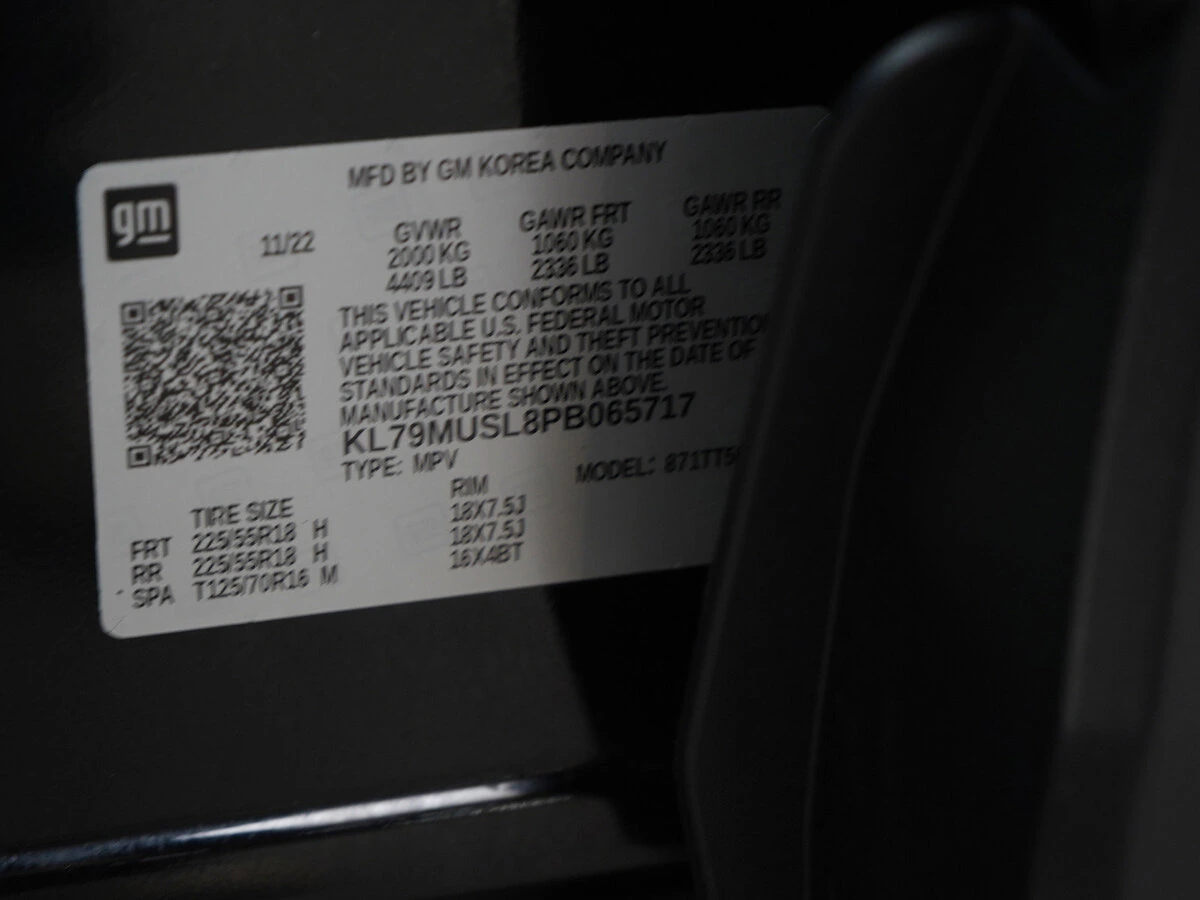 MFD BY GM KOREA COMPANY
gm
11/22
GVWR GAWR FRT GAWR RR
2000 KG 1060 KG 1060 KG
4409 LB 2336 LB 2336 LB
THIS VEHICLE CONFORMS TO ALL
APPLICABLE U.S. FEDERAL MOTOR
VEHICLE SAFETY AND THEFT PREVENTION
STANDARDS IN EFFECT ON THE DATE OF
MANUFACTURE SHOWN ABOVE.
KL79MUSL8PB065717
TYPE: MPV MODEL:
TIRE SIZE RIM
FRT 225/55R18 H 18X7.5J
RR 225/55R18 H 18X7.5J
SPA T125/70R16 M 16X4BT